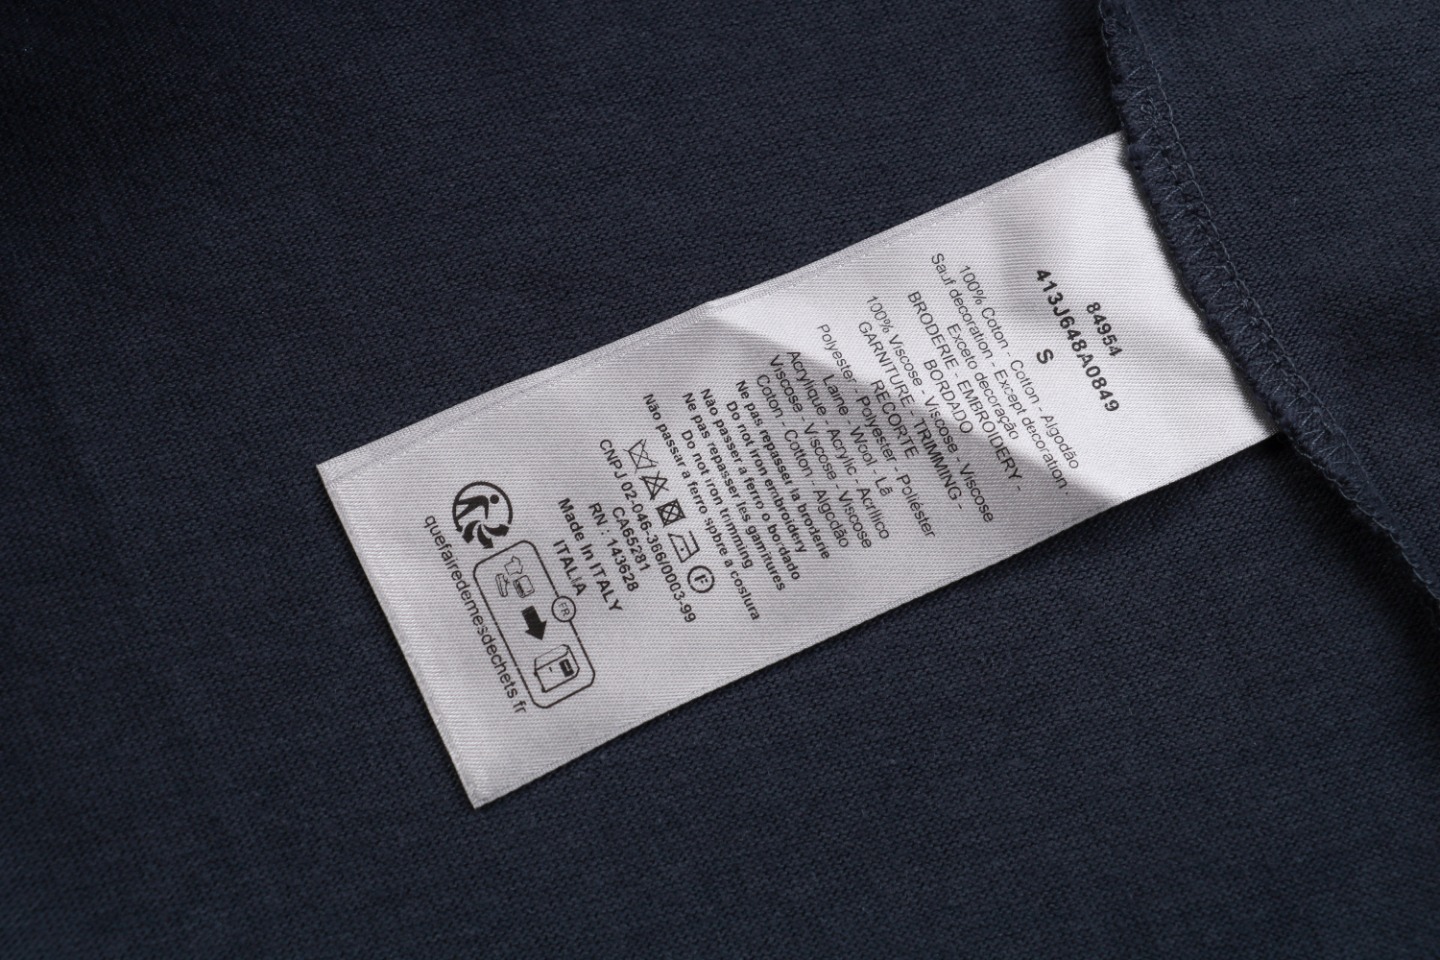 84954
413J648A0849
S
100% Coton - Cotton - Algodão
Sauf decoration - Except decoration -
Exceto decoração
BRODERIE - EMBROIDERY -
BORDADO
100% Viscose - Viscose - Viscose
GARNITURE - TRIMMING -
RECORTE
Polyester - Polyester - Poliéster
Laine - Wool - Lã
Acrylique - Acrylic - Acrílico
Viscose - Viscose - Viscose
Coton - Cotton - Algodão
Ne pas repasser la broderie
Do not iron embroidery
Não passer a ferro o bordado
Ne pas repasser les garnitures
Do not iron trimming
Não passar a ferro sobre a costura
F
CNPJ 02-046-366/0003-99
CA65281
RN - 143628
Made In ITALY
ITALIA
FR
quefairedemesdechets.fr